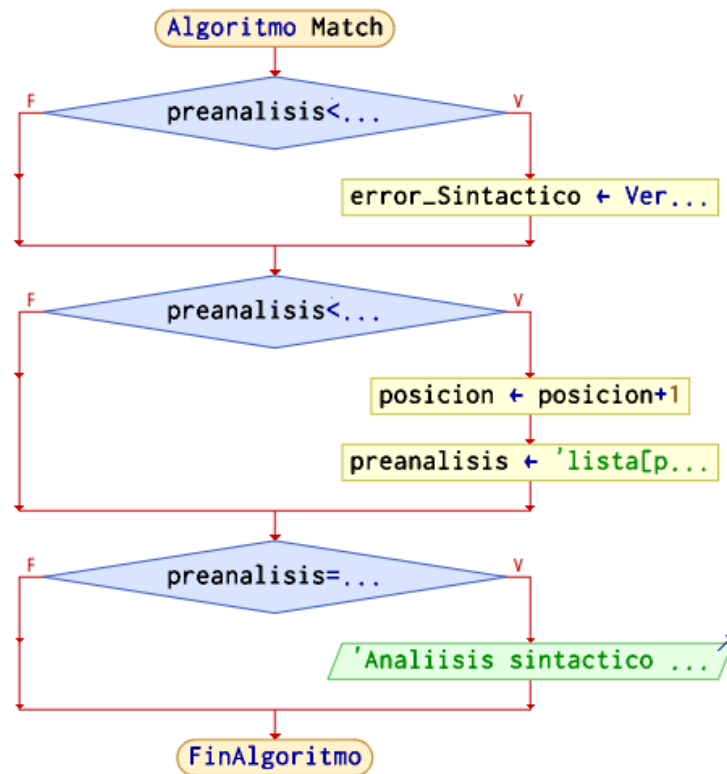 Algoritmo Match
F
V
preanalisis<...
error_Sintactico ← Ver...
F
V
preanalisis<...
posicion ← posicion+1
preanalisis ← 'lista[p...
F
V
preanalisis=...
'Analiisis sintactico ...
FinAlgoritmo